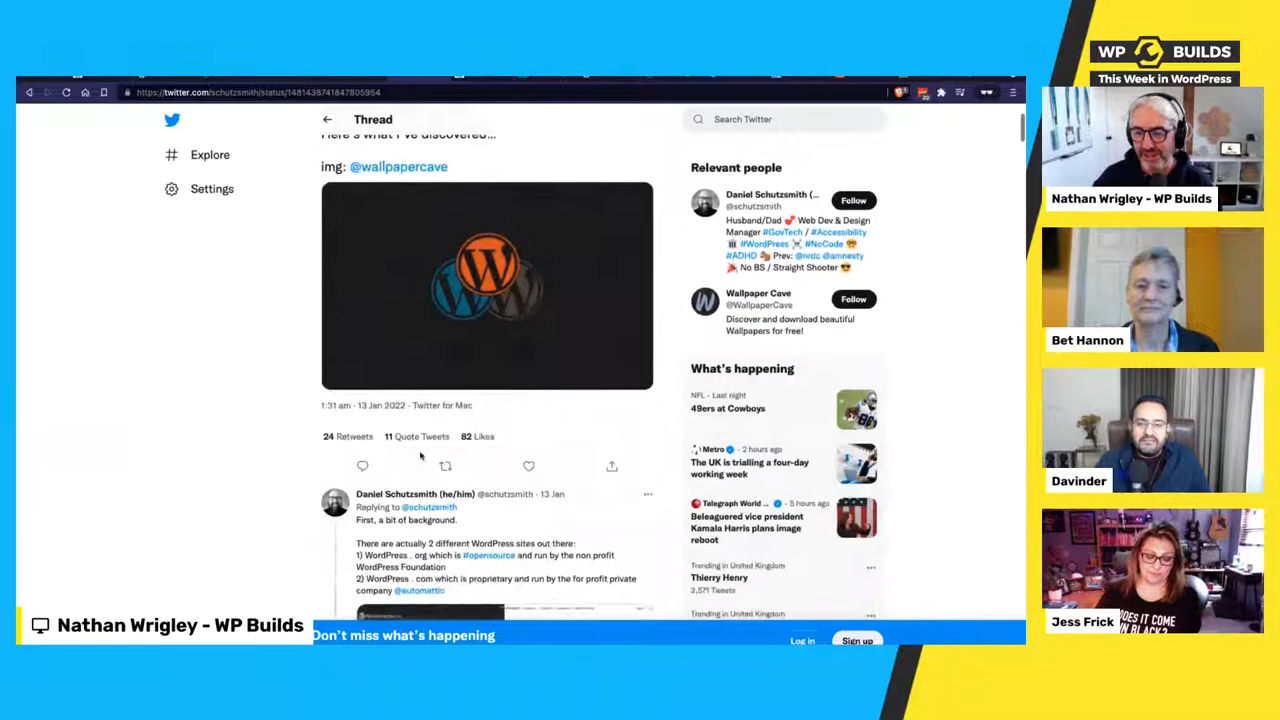 WP BUILDS
This Week in WordPress
https://twitter.com/schutzsmith/status/1481438741847805954
Explore
Settings
Thread
Here's what I've discovered...
img: @wallpapercave
1:31 am · 13 Jan 2022 · Twitter for Mac
24 Retweets 11 Quote Tweets 82 Likes
Daniel Schutzsmith (he/him) @schutzsmith · 13 Jan
Replying to @schutzsmith
First, a bit of background.
There are actually 2 different WordPress sites out there:
1) WordPress . org which is #opensource and run by the non profit
WordPress Foundation
2) WordPress . com which is proprietary and run by the for profit private
company @automattic
Search Twitter
Relevant people
Daniel Schutzsmith (...
@schutzsmith
Follow
Husband/Dad 💕 Web Dev & Design
Manager #GovTech / #Accessibility
#WordPress #NoCode
#ADHD Prev: @nrdc @amnesty
No BS / Straight Shooter 😎
Wallpaper Cave
@WallpaperCave
Follow
Discover and download beautiful
Wallpapers for free!
What's happening
NFL · Last night
49ers at Cowboys
Metro · 2 hours ago
The UK is trialling a four-day
working week
Telegraph World ... · 5 hours ago
Beleaguered vice president
Kamala Harris plans image
reboot
Trending in United Kingdom
Thierry Henry
2,571 Tweets
Trending in United Kingdom
Don't miss what's happening
Log in
Sign up
Nathan Wrigley - WP Builds
Nathan Wrigley - WP Builds
Bet Hannon
Davinder
Jess Frick
DOES IT COME
IN BLACK?